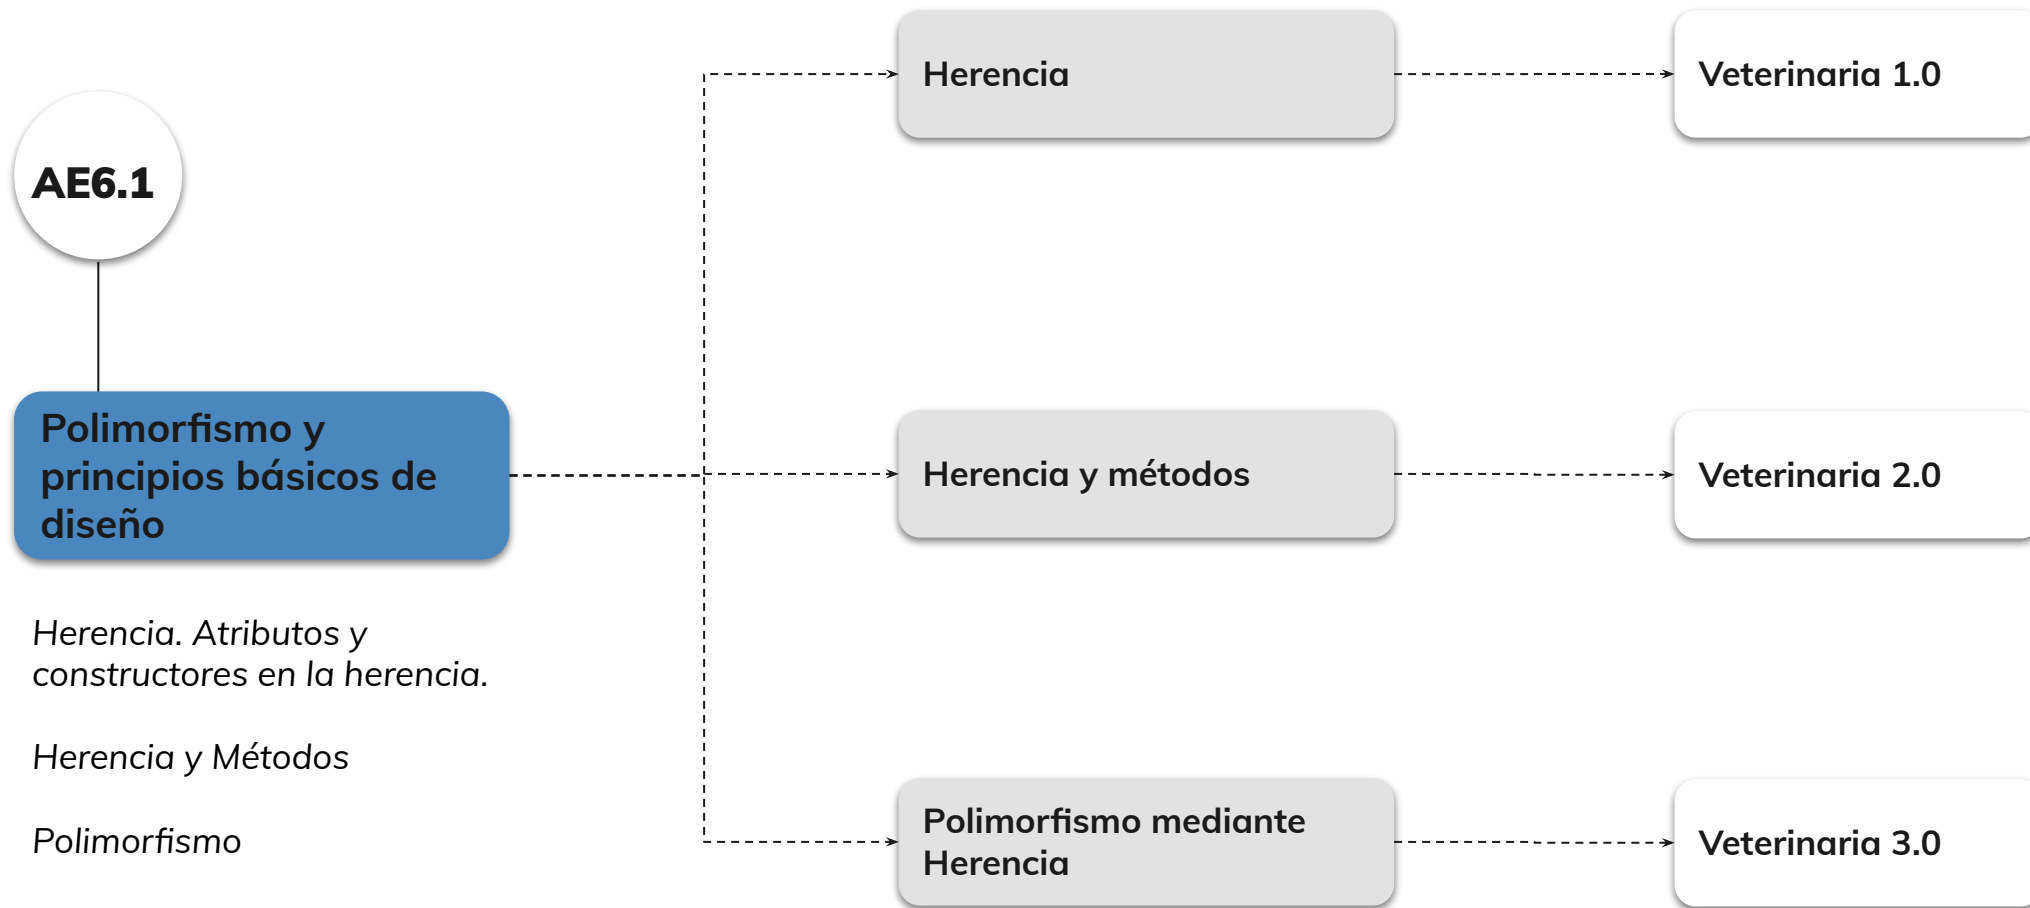 AE6.1
Polimorfismo y
principios básicos de
diseño
Herencia. Atributos y
constructores en la herencia.
Herencia y Métodos
Polimorfismo
Herencia
Veterinaria 1.0
Herencia y métodos
Veterinaria 2.0
Polimorfismo mediante
Herencia
Veterinaria 3.0